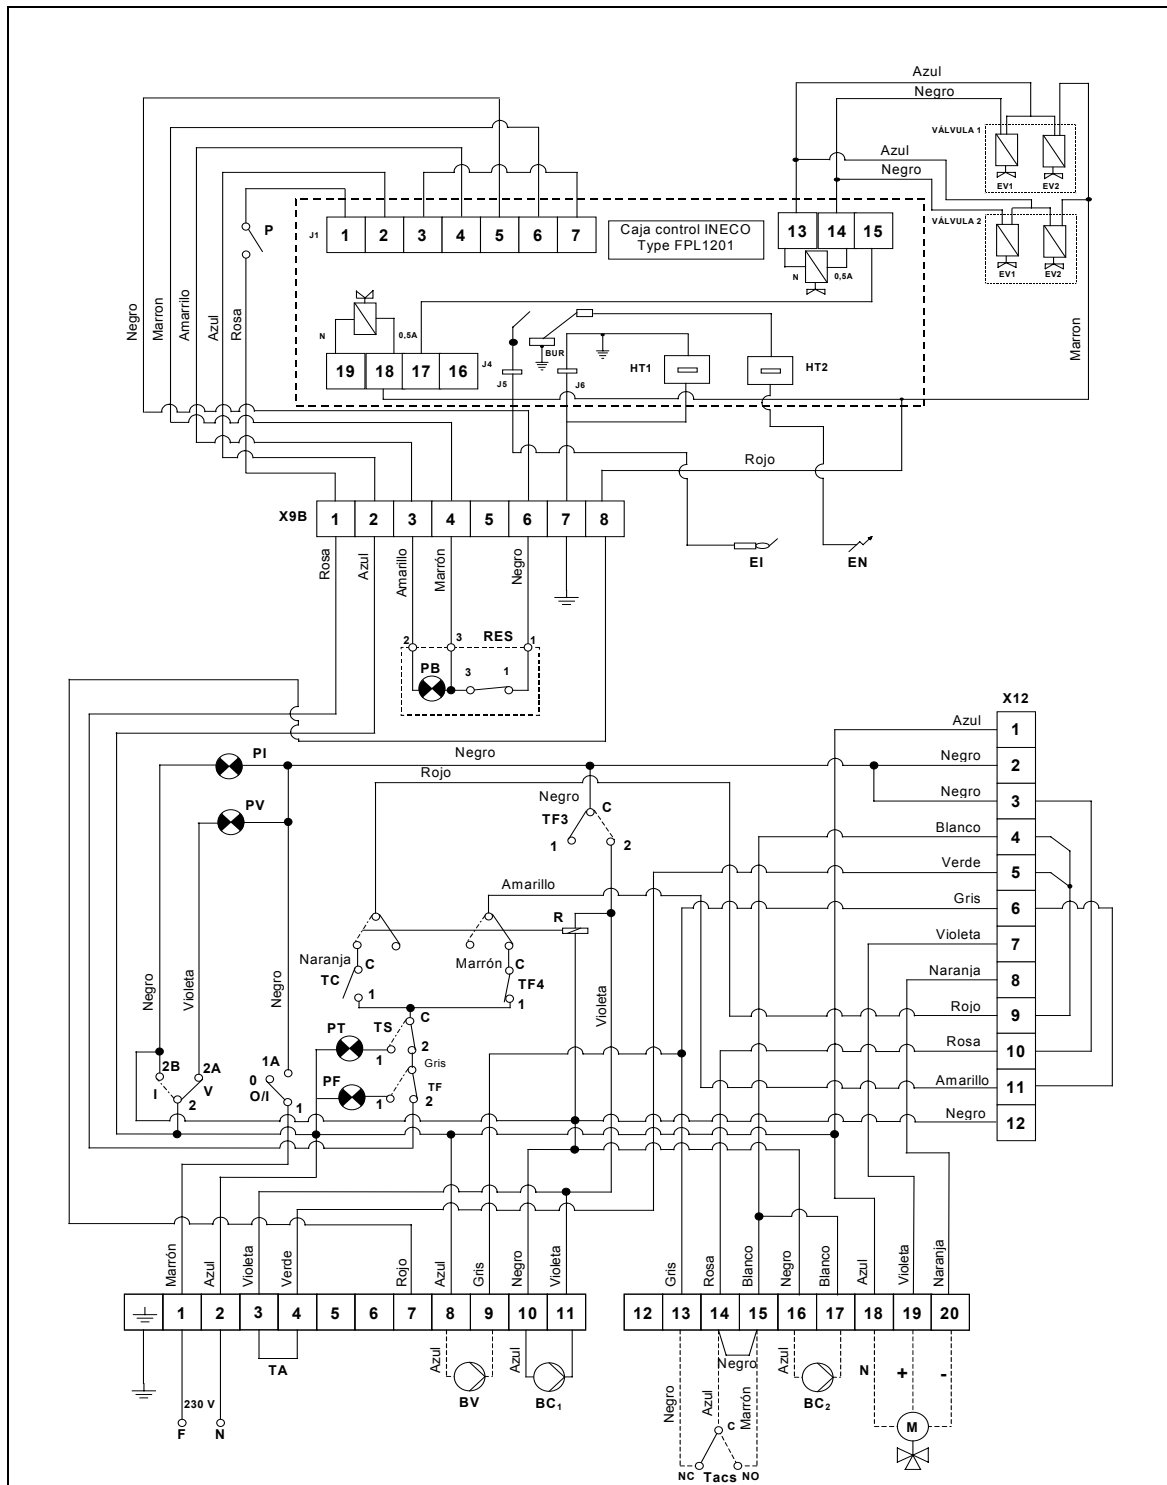 Azul
Negro
VÁLVULA 1
EV1
EV2
Azul
Negro
VÁLVULA 2
EV1
EV2
P
J1
1 2 3 4 5 6 7
Caja control INECO
Type FPL1201
13 14 15
N
0,5A
Negro
Marron
Amarrilo
Azul
Rosa
Marron
N
0,5A
19 18 17 16
J4
J5
BUR
J6
HT1
HT2
Rojo
X9B
1 2 3 4 5 6 7 8
EI
EN
Rosa
Azul
Amarillo
Marrón
Negro
2
3
RES
1
PB
3
1
X12
Azul
1
PI
Negro
Negro
2
Rojo
PV
Negro
C
TF3
1
2
Negro
3
Blanco
4
Verde
5
Amarillo
Gris
6
R
Violeta
7
Naranja
C
TC
1
Marrón
C
TF4
1
Naranja
8
Negro
Violeta
Negro
Violeta
Rojo
9
PT
TS
C
1
2
Gris
Rosa
10
2B
2A
I
2
V
1A
0
O/I
1
PF
1
TF
2
Amarillo
11
Negro
12
Marrón
Azul
Violeta
Verde
Rojo
Azul
Gris
Negro
Violeta
Gris
Rosa
Blanco
Negro
Blanco
Azul
Violeta
Naranja
1 2 3 4 5 6 7 8 9 10 11
12 13 14 15 16 17 18 19 20
TA
Azul
BV
Azul
BC1
230 V
F
N
Negro
Negro
Azul
Marrón
C
NC
Tacs
NO
Azul
BC2
N
+
-
M